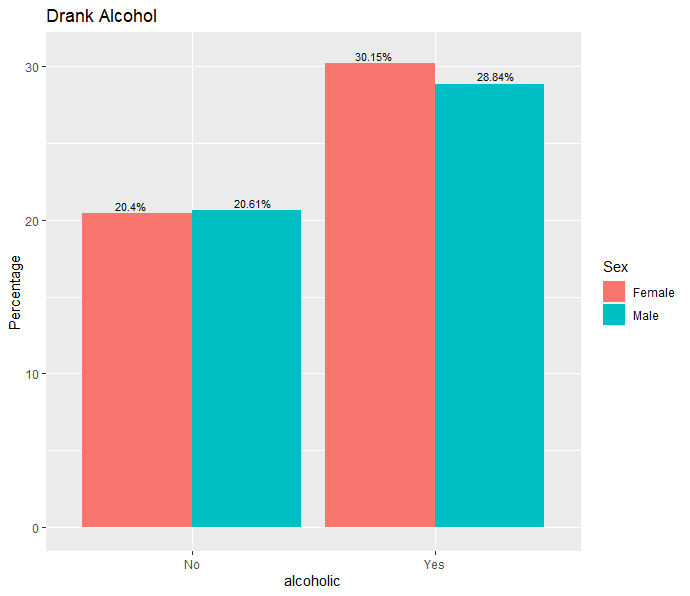 Drank Alcohol
30.15%
28.84%
20.4%
20.61%
30
20
10
0
Percentage
No
Yes
alcoholic
Sex
Female
Male